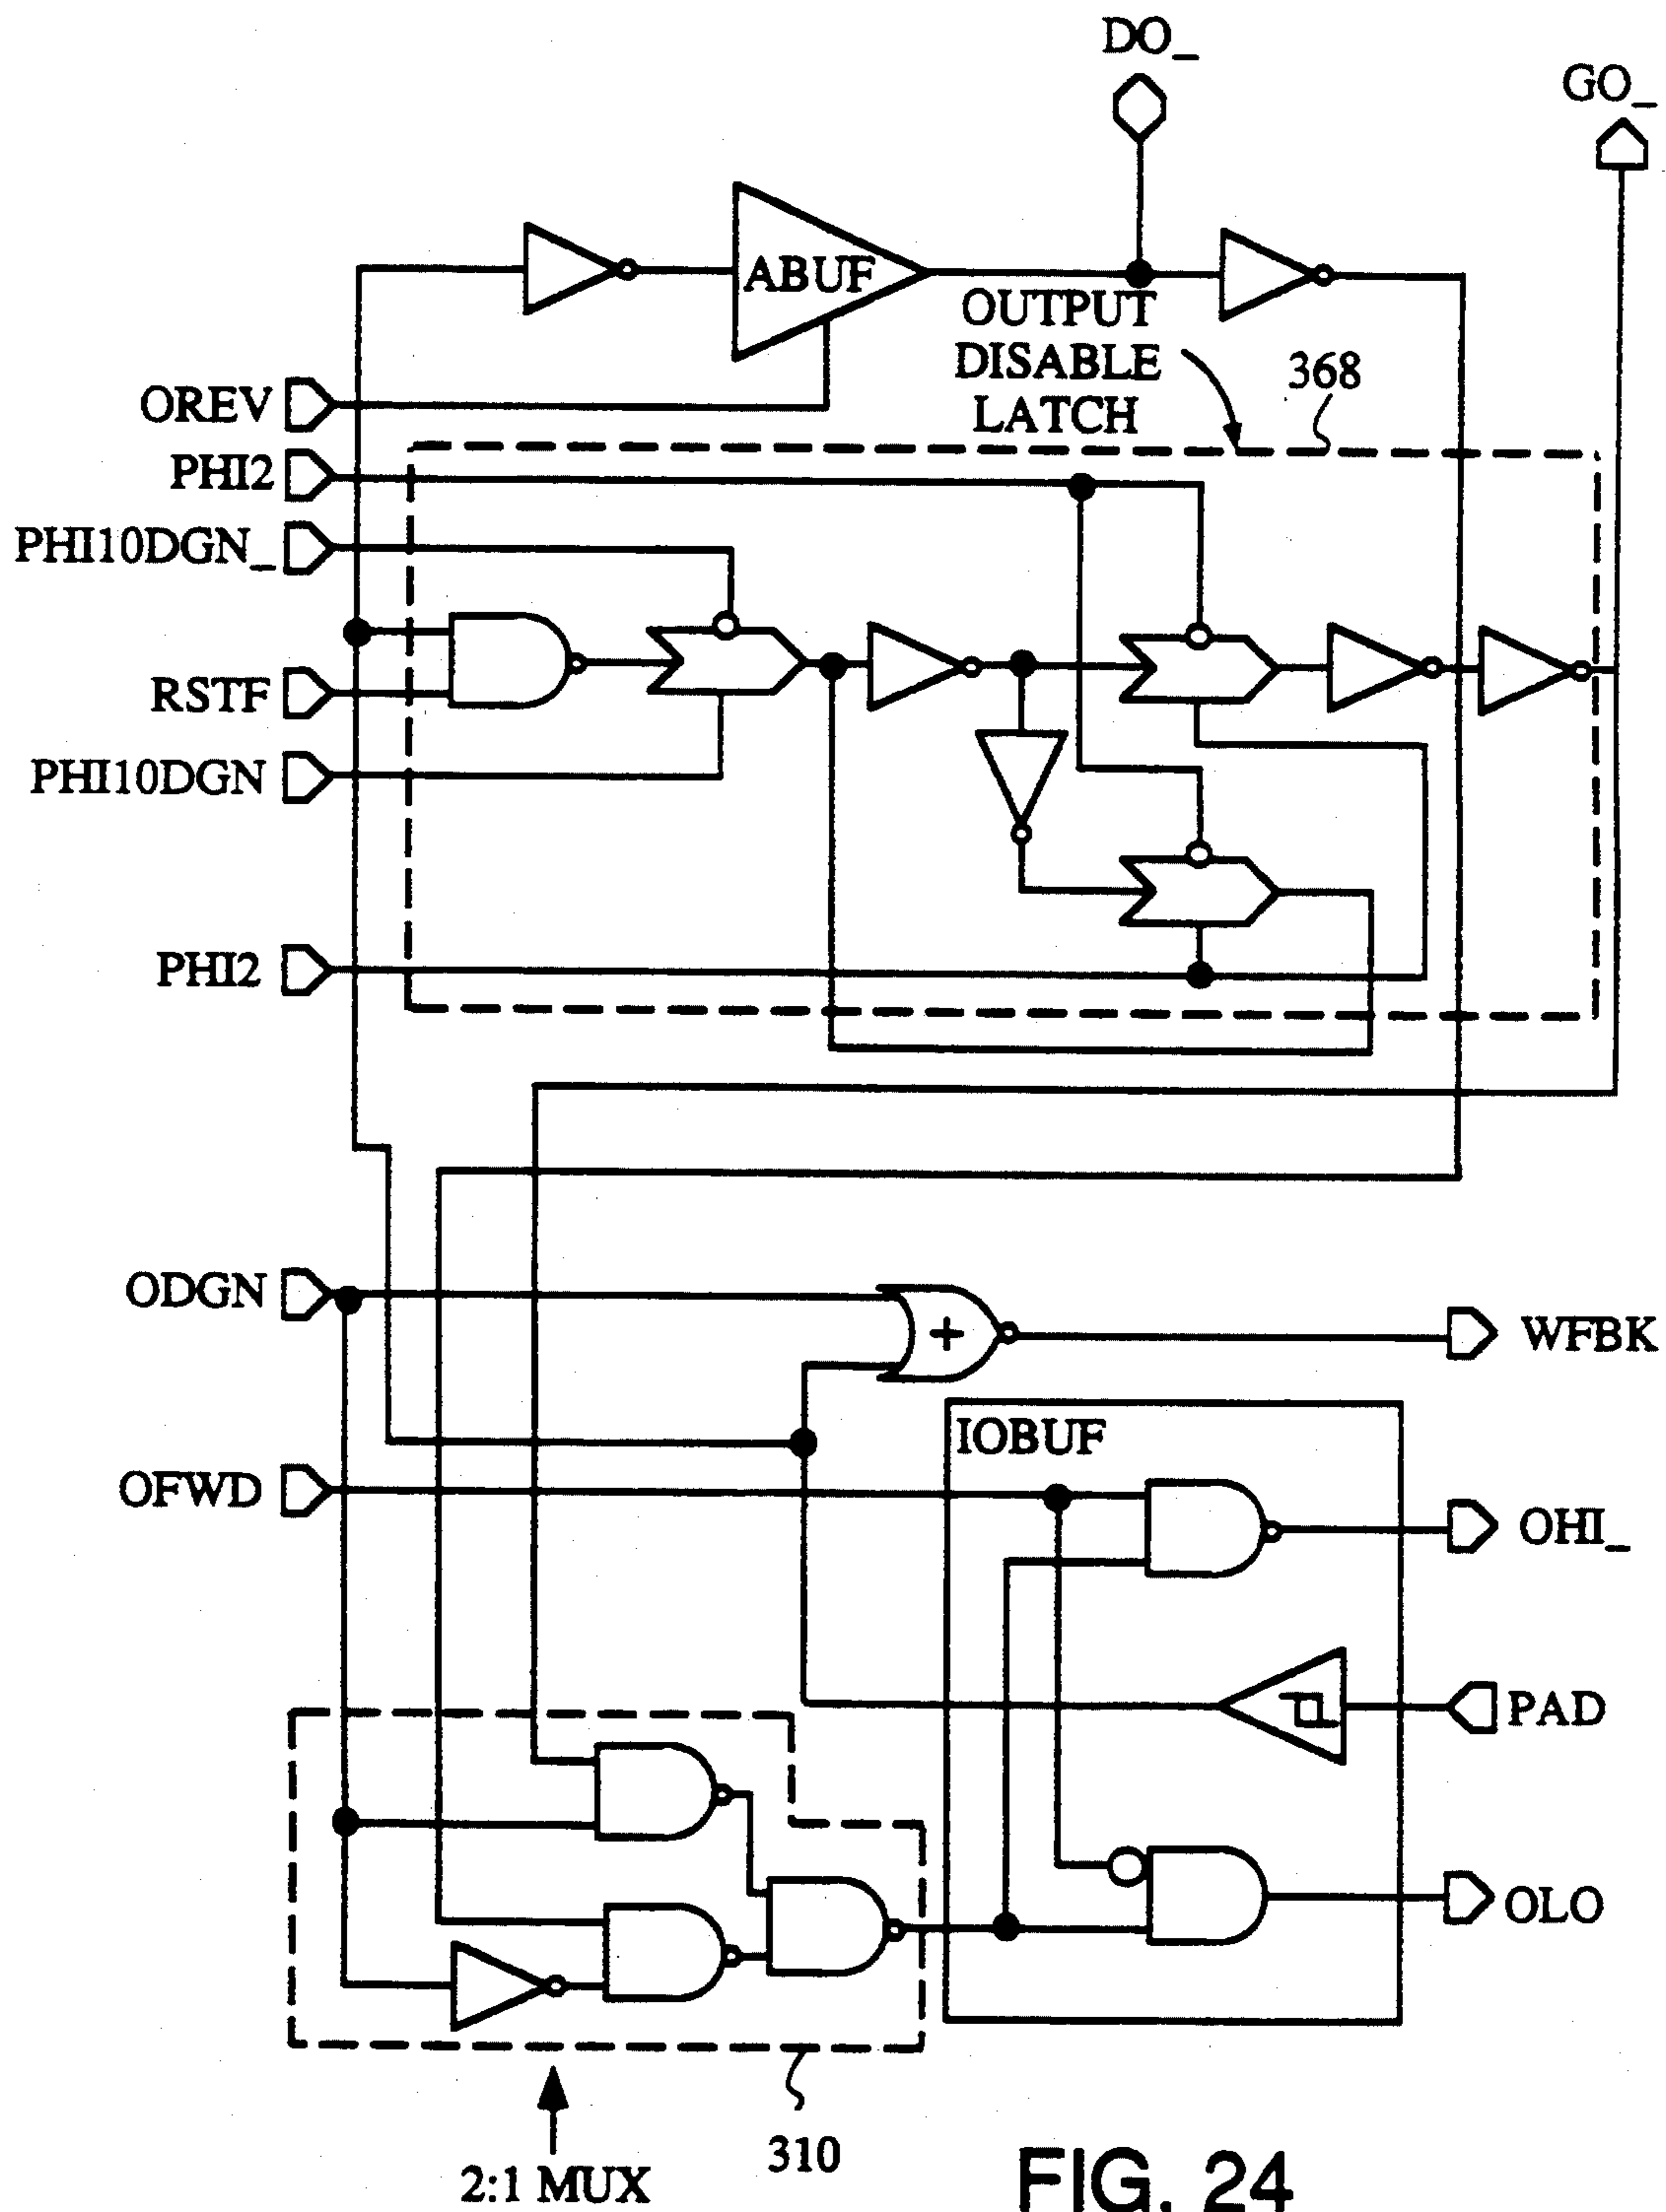 DO_
GO_
ABUF
OUTPUT
DISABLE
LATCH
368
OREV
PHI2
PHI10DGN_
RSTF
PHI10DGN
PHI2
ODGN
+
WFBK
IOBUF
OFWD
OHI_
PAD
OLO
310
2:1 MUX
FIG. 24